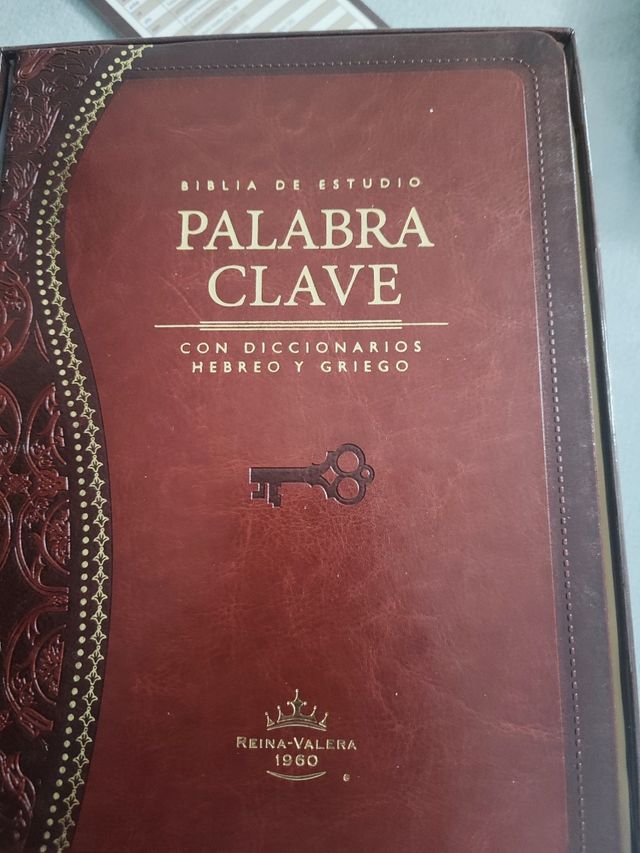 BIBLIA DE ESTUDIO
PALABRA
CLAVE
CON DICCIONARIOS
HEBREO Y GRIEGO
REINA-VALERA
1960